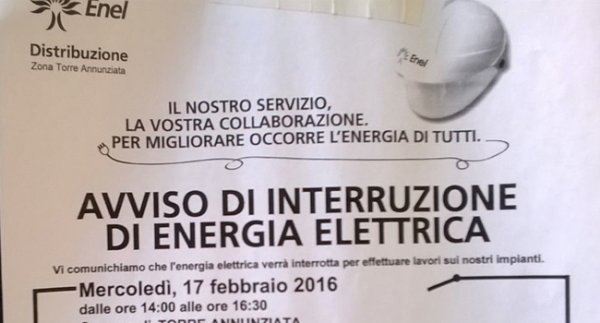 Enel
Distribuzione
Zona Torre Annunziata
Enel
IL NOSTRO SERVIZIO,
LA VOSTRA COLLABORAZIONE.
PER MIGLIORARE OCCORRE L'ENERGIA DI TUTTI.
AVVISO DI INTERRUZIONE
DI ENERGIA ELETTRICA
Vi comunichiamo che l'energia elettrica verrà interrotta per effettuare lavori sui nostri impianti.
Mercoledì, 17 febbraio 2016
dalle ore 14:00 alle ore 16:30
TORRE ANNUNZIATA